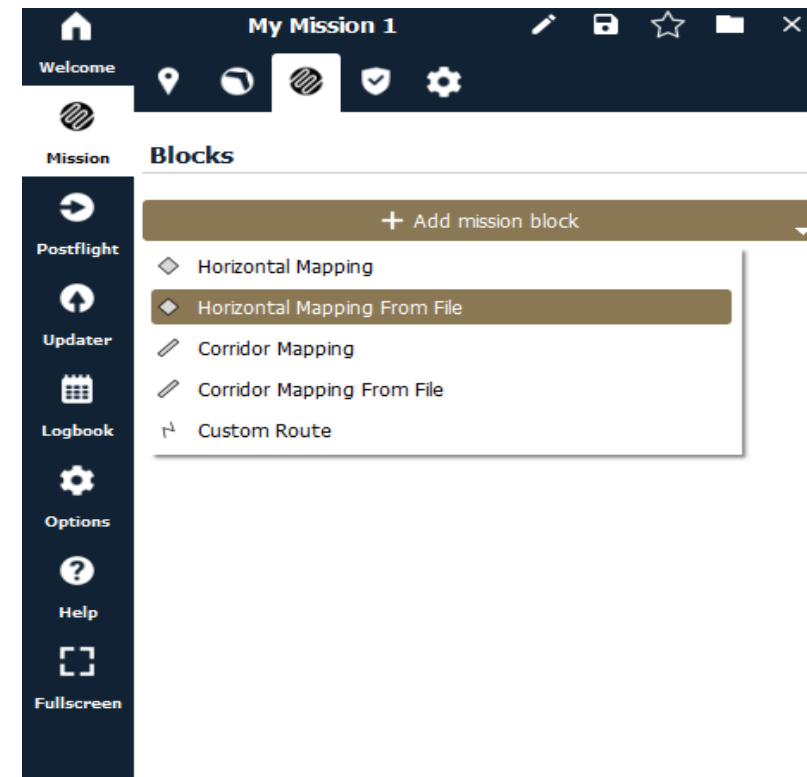 My Mission 1
Welcome
Mission
Blocks
+ Add mission block
Postflight
Horizontal Mapping
Horizontal Mapping From File
Updater
Corridor Mapping
Corridor Mapping From File
Logbook
Custom Route
Options
Help
Fullscreen